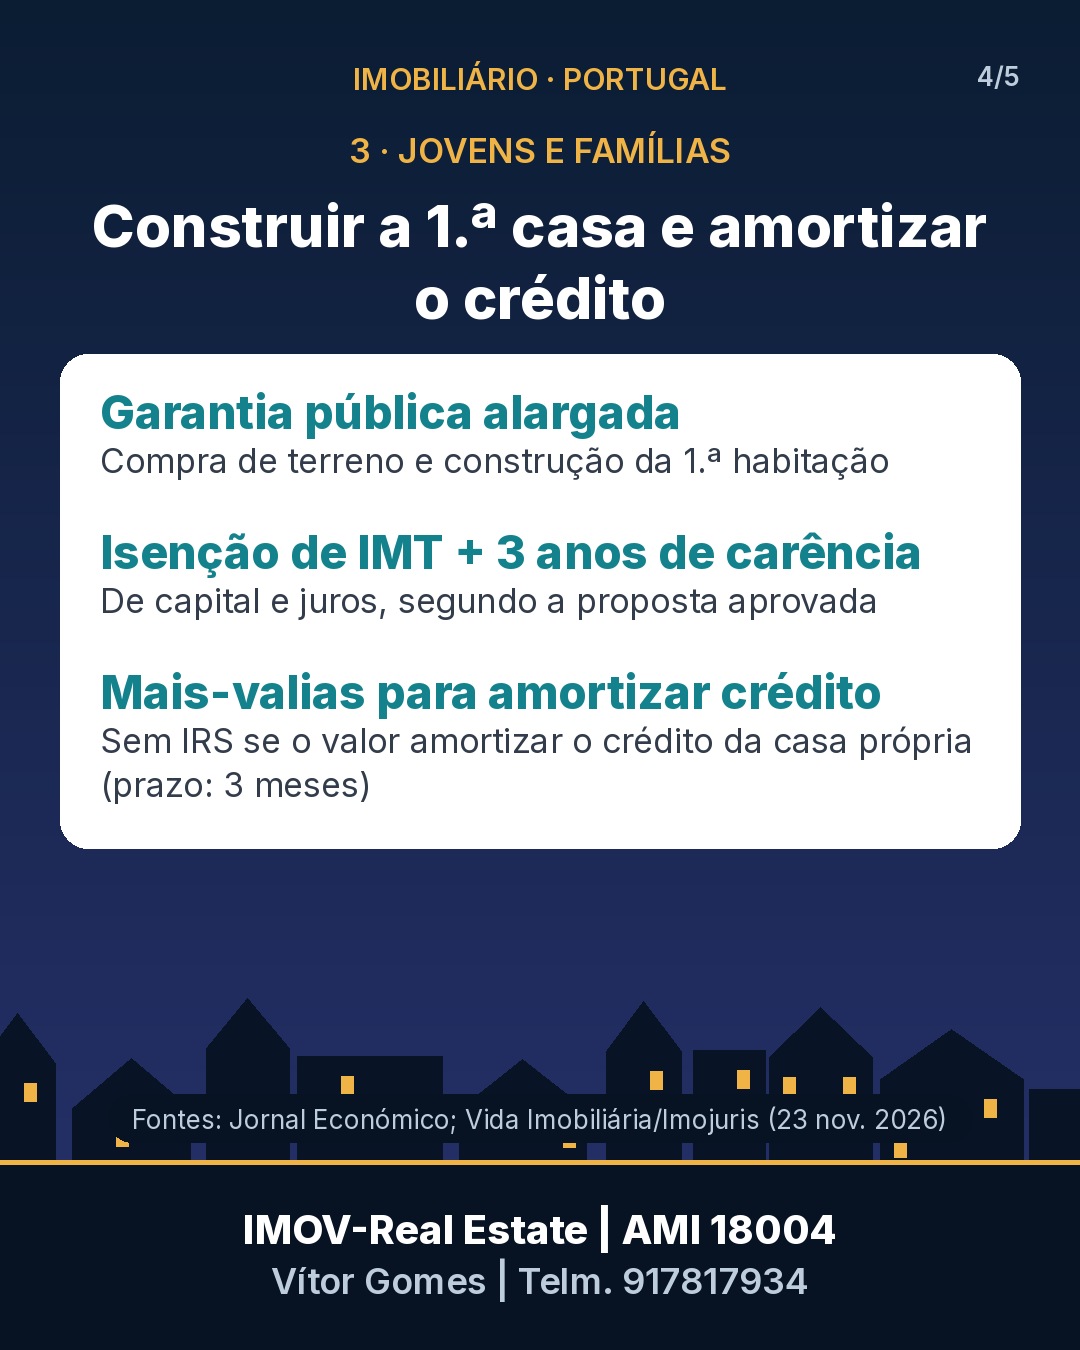 IMOBILIÁRIO · PORTUGAL
4/5
3 · JOVENS E FAMÍLIAS
Construir a 1.ª casa e amortizar
o crédito
Garantia pública alargada
Compra de terreno e construção da 1.ª habitação
Isenção de IMT + 3 anos de carência
De capital e juros, segundo a proposta aprovada
Mais-valias para amortizar crédito
Sem IRS se o valor amortizar o crédito da casa própria
(prazo: 3 meses)
Fontes: Jornal Económico; Vida Imobiliária/Imojuris (23 nov. 2026)
IMOV-Real Estate | AMI 18004
Vítor Gomes | Telm. 917817934